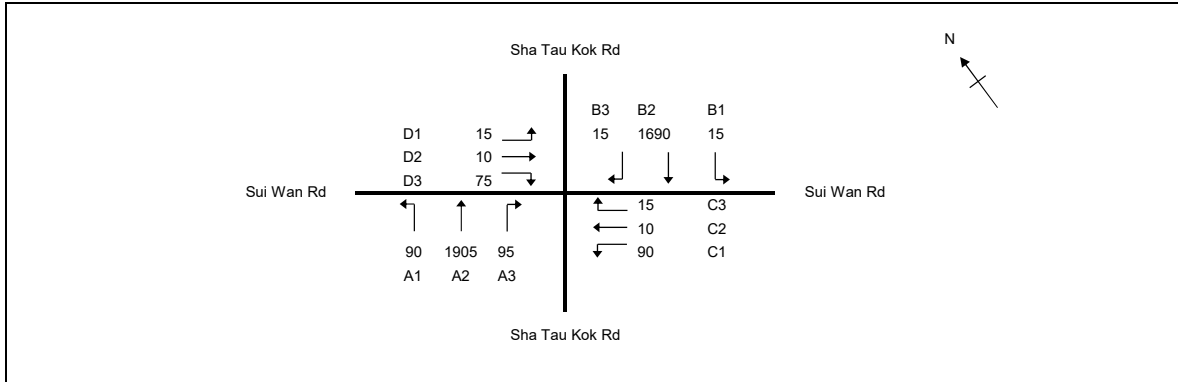 N
Sha Tau Kok Rd
B3 B2 B1
D1 15 15 1690 15
D2 10
D3 75
Sui Wan Rd Sui Wan Rd
15 C3
10 C2
90 1905 95 90 C1
A1 A2 A3
Sha Tau Kok Rd